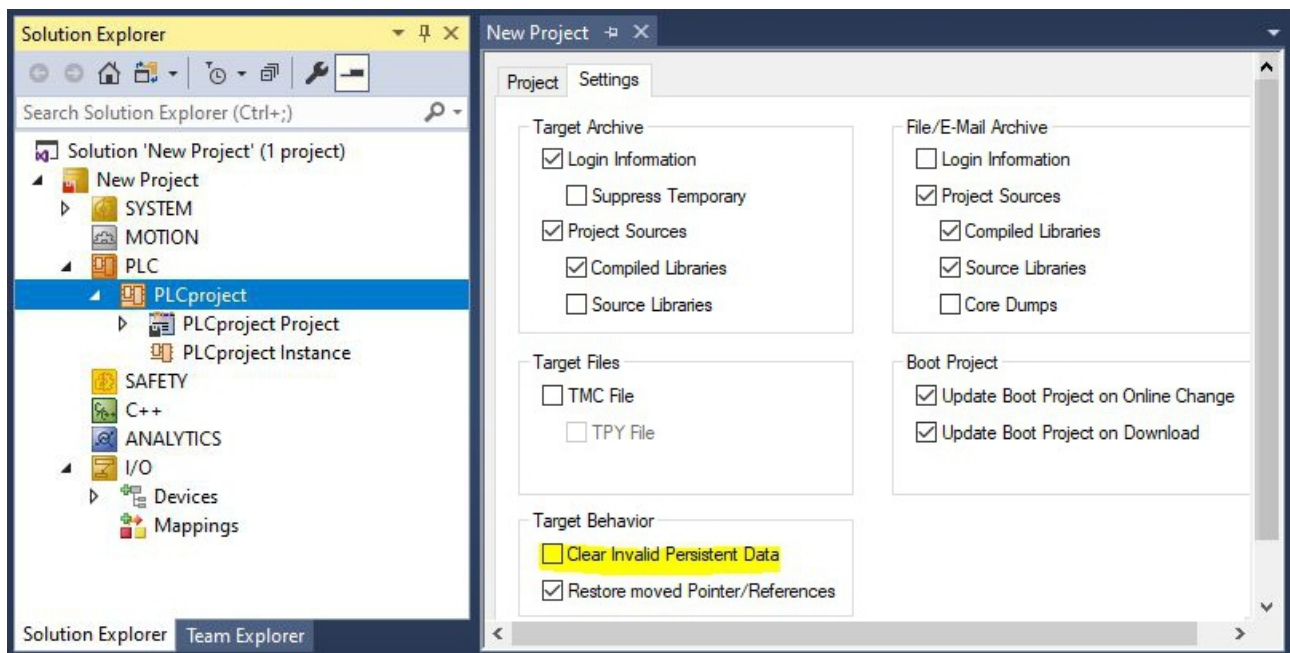 Solution Explorer
Search Solution Explorer (Ctrl+;)
Solution 'New Project' (1 project)
New Project
SYSTEM
MOTION
PLC
PLCproject
PLCproject Project
PLCproject Instance
SAFETY
C++
ANALYTICS
I/O
Devices
Mappings
Solution Explorer
Team Explorer
New Project
Project
Settings
Target Archive
Login Information
Suppress Temporary
Project Sources
Compiled Libraries
Source Libraries
File/E-Mail Archive
Login Information
Project Sources
Compiled Libraries
Source Libraries
Core Dumps
Target Files
TMC File
TPY File
Boot Project
Update Boot Project on Online Change
Update Boot Project on Download
Target Behavior
Clear Invalid Persistent Data
Restore moved Pointer/References